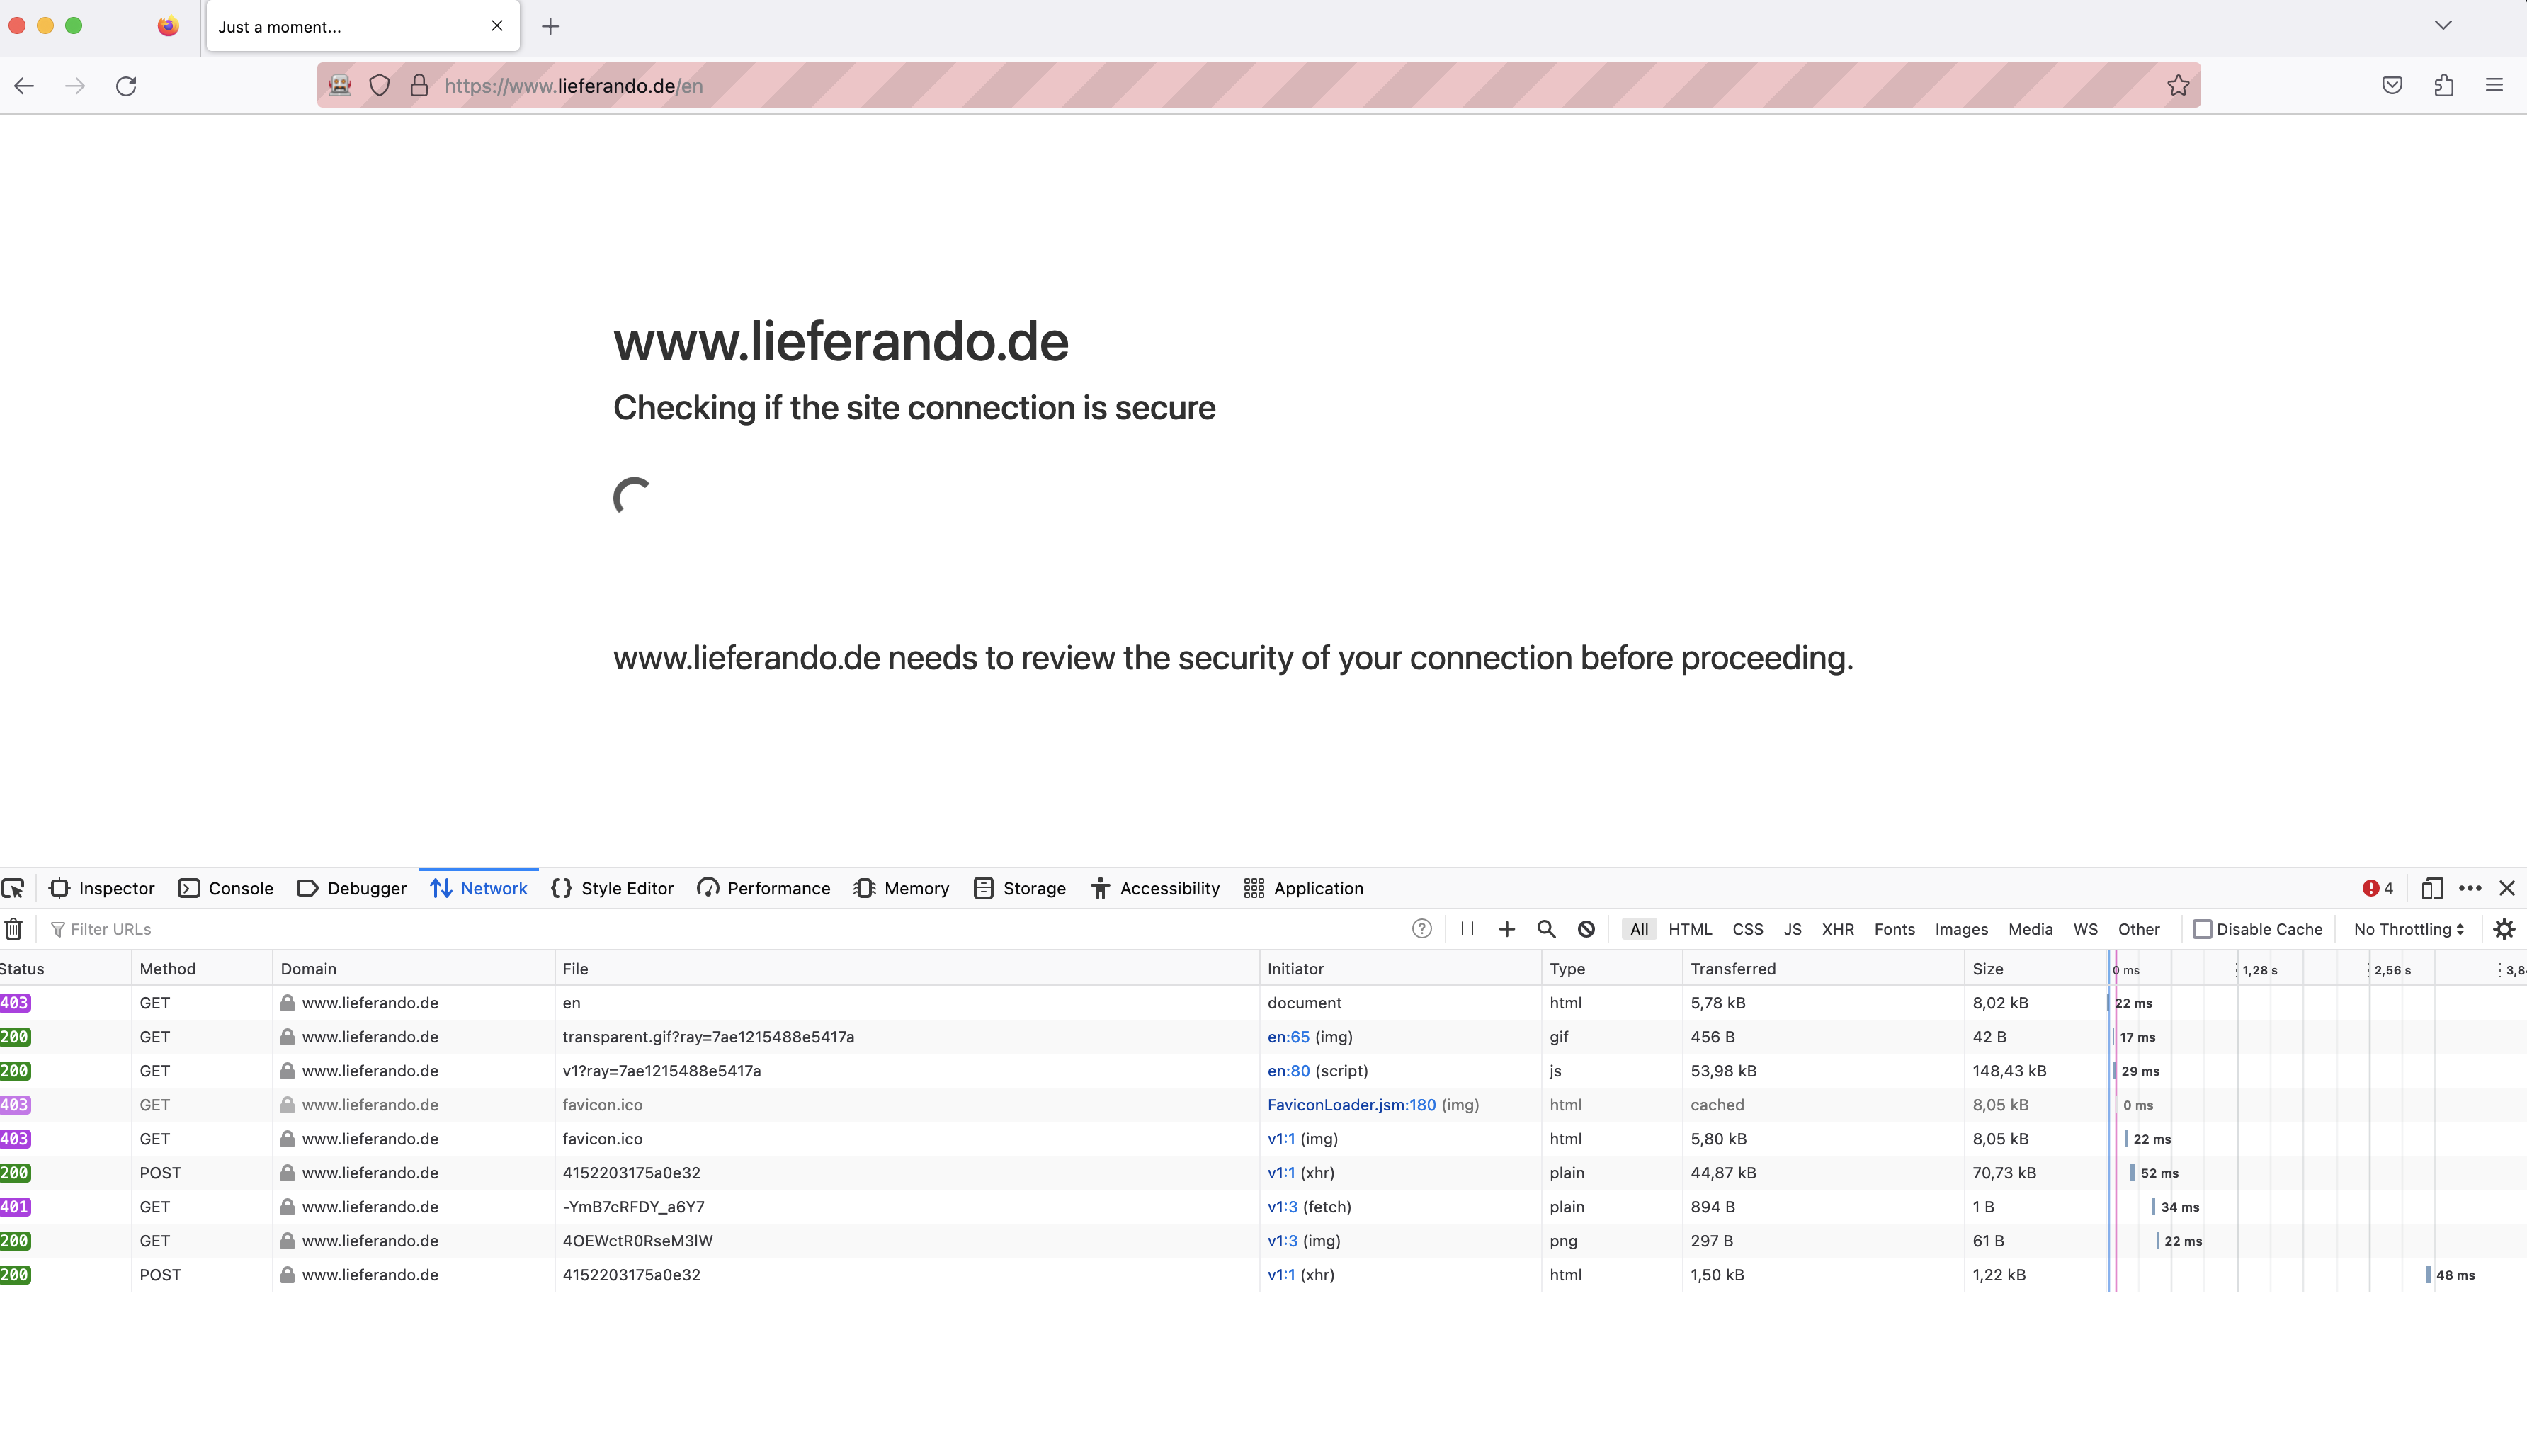 Just a moment...
https://www.lieferando.de/en
www.lieferando.de
Checking if the site connection is secure
www.lieferando.de needs to review the security of your connection before proceeding.
Inspector Console Debugger Network Style Editor Performance Memory Storage Accessibility Application 4
Filter URLs All HTML CSS JS XHR Fonts Images Media WS Other Disable Cache No Throttling
Status Method Domain File Initiator Type Transferred Size 0 ms 1,28 s 2,56 s
403 GET www.lieferando.de en document html 5,78 kB 8,02 kB 22 ms
200 GET www.lieferando.de transparent.gif?ray=7ae1215488e5417a en:65 (img) gif 456 B 42 B 17 ms
200 GET www.lieferando.de v1?ray=7ae1215488e5417a en:80 (script) js 53,98 kB 148,43 kB 29 ms
403 GET www.lieferando.de favicon.ico FaviconLoader.jsm:180 (img) html cached 8,05 kB 0 ms
403 GET www.lieferando.de favicon.ico v1:1 (img) html 5,80 kB 8,05 kB 22 ms
200 POST www.lieferando.de 4152203175a0e32 v1:1 (xhr) plain 44,87 kB 70,73 kB 52 ms
401 GET www.lieferando.de -YmB7cRFDY_a6Y7 v1:3 (fetch) plain 894 B 1 B 34 ms
200 GET www.lieferando.de 4OEWctR0RseM3lW v1:3 (img) png 297 B 61 B 22 ms
200 POST www.lieferando.de 4152203175a0e32 v1:1 (xhr) html 1,50 kB 1,22 kB 48 ms